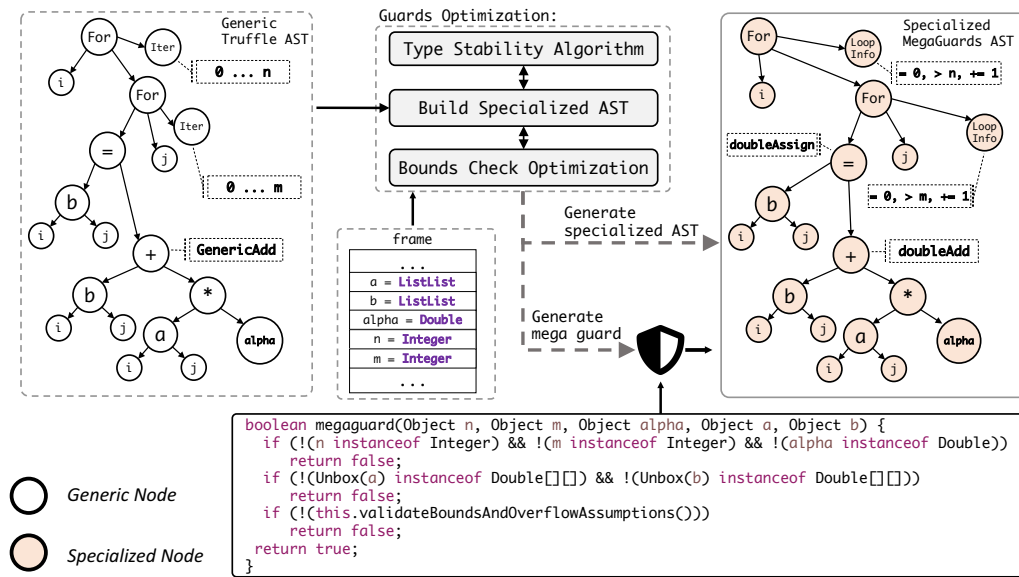 Generic
Truffle AST
For
Iter
0 ... n
i
For
Iter
=
j
0 ... m
b
i
j
GenericAdd
+
b
*
i
j
a
alpha
i
j
Guards Optimization:
Type Stability Algorithm
Build Specialized AST
Bounds Check Optimization
Generate
specialized AST
frame
...
a = ListList
b = ListList
alpha = Double
n = Integer
m = Integer
...
Generate
mega guard
Specialized
MegaGuards AST
For
Loop
Info
= 0, > n, += 1
i
For
Loop
Info
doubleAssign
=
j
= 0, > m, += 1
b
i
j
doubleAdd
+
b
*
i
j
a
alpha
i
j
boolean megaguard(Object n, Object m, Object alpha, Object a, Object b) {
if (!(n instanceof Integer) && !(m instanceof Integer) && !(alpha instanceof Double))
return false;
if (!(Unbox(a) instanceof Double[][]) && !(Unbox(b) instanceof Double[][]))
return false;
if (!(this.validateBoundsAndOverflowAssumptions()))
return false;
return true;
}
Generic Node
Specialized Node